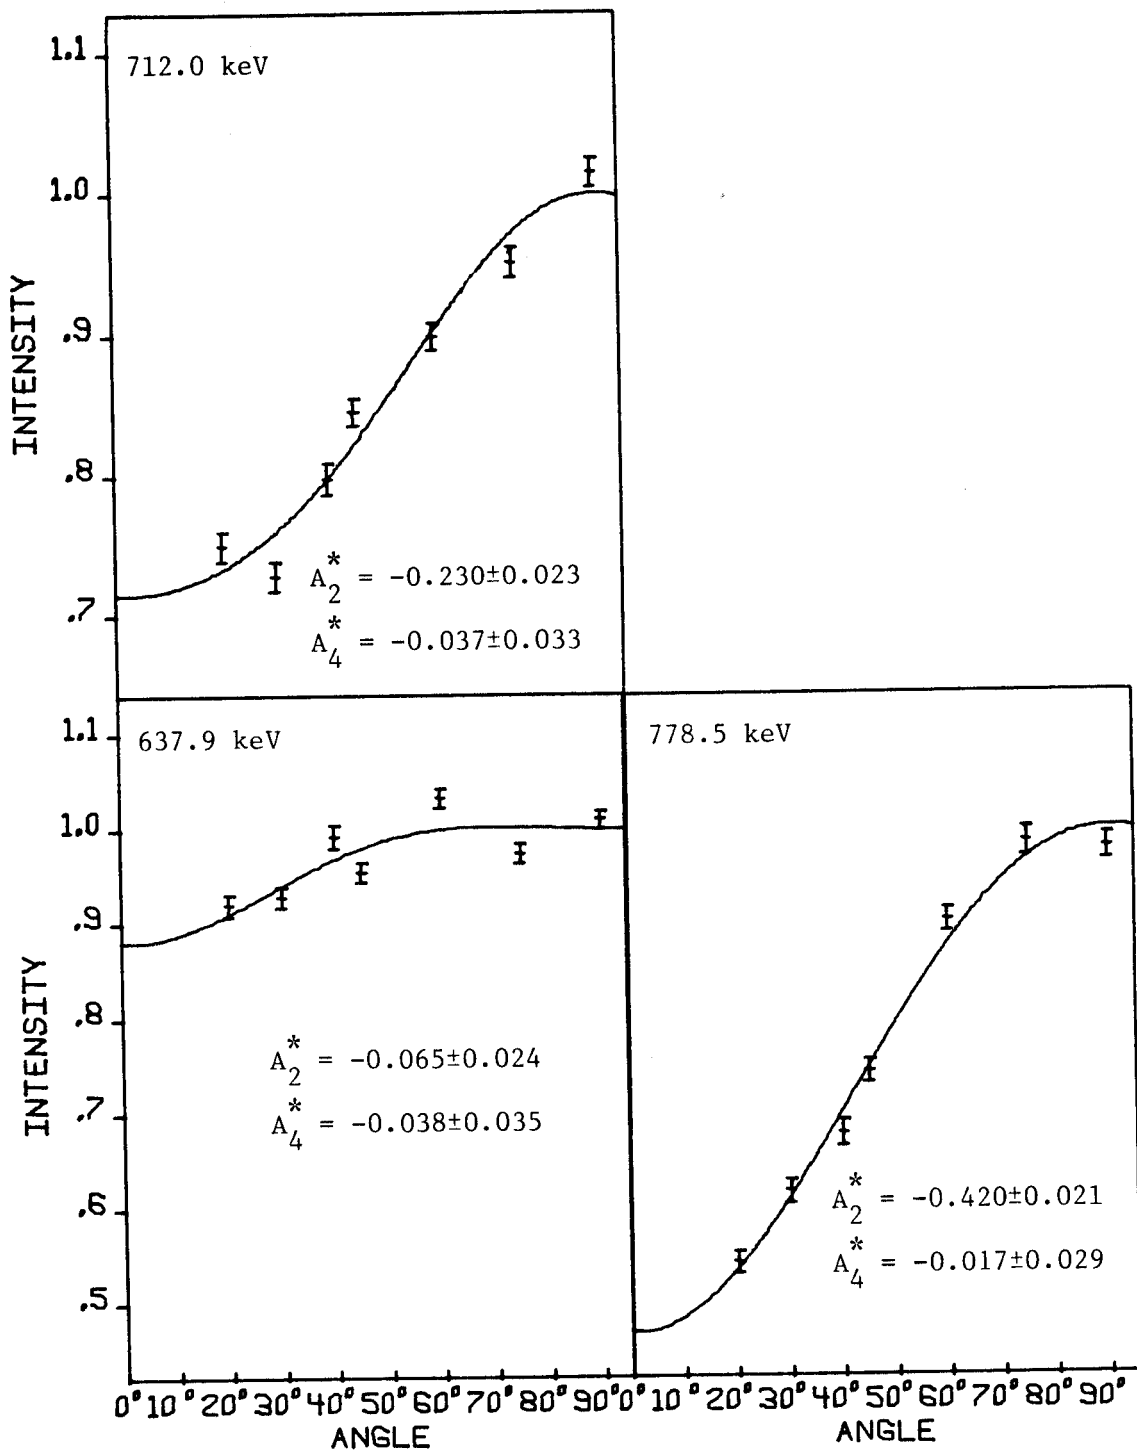 1.1
712.0 keV
1.0
.9
.8
.7
INTENSITY
A*2 = -0.230±0.023
A*4 = -0.037±0.033
1.1
637.9 keV
1.0
.9
.8
.7
.6
.5
INTENSITY
A*2 = -0.065±0.024
A*4 = -0.038±0.035
778.5 keV
A*2 = -0.420±0.021
A*4 = -0.017±0.029
0° 10° 20° 30° 40° 50° 60° 70° 80° 90° 0° 10° 20° 30° 40° 50° 60° 70° 80° 90°
ANGLE
ANGLE